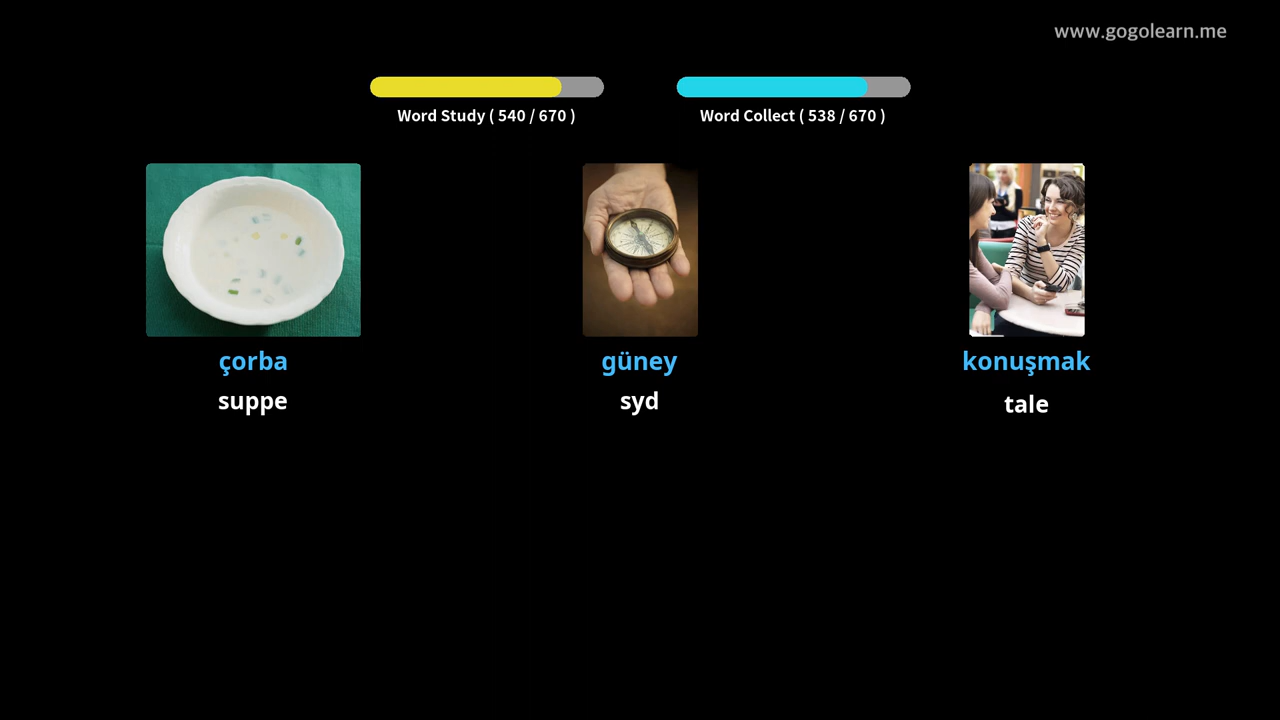 www.gogolearn.me
Word Study ( 540 / 670 )
Word Collect ( 538 / 670 )
çorba
güney
konuşmak
suppe
syd
tale